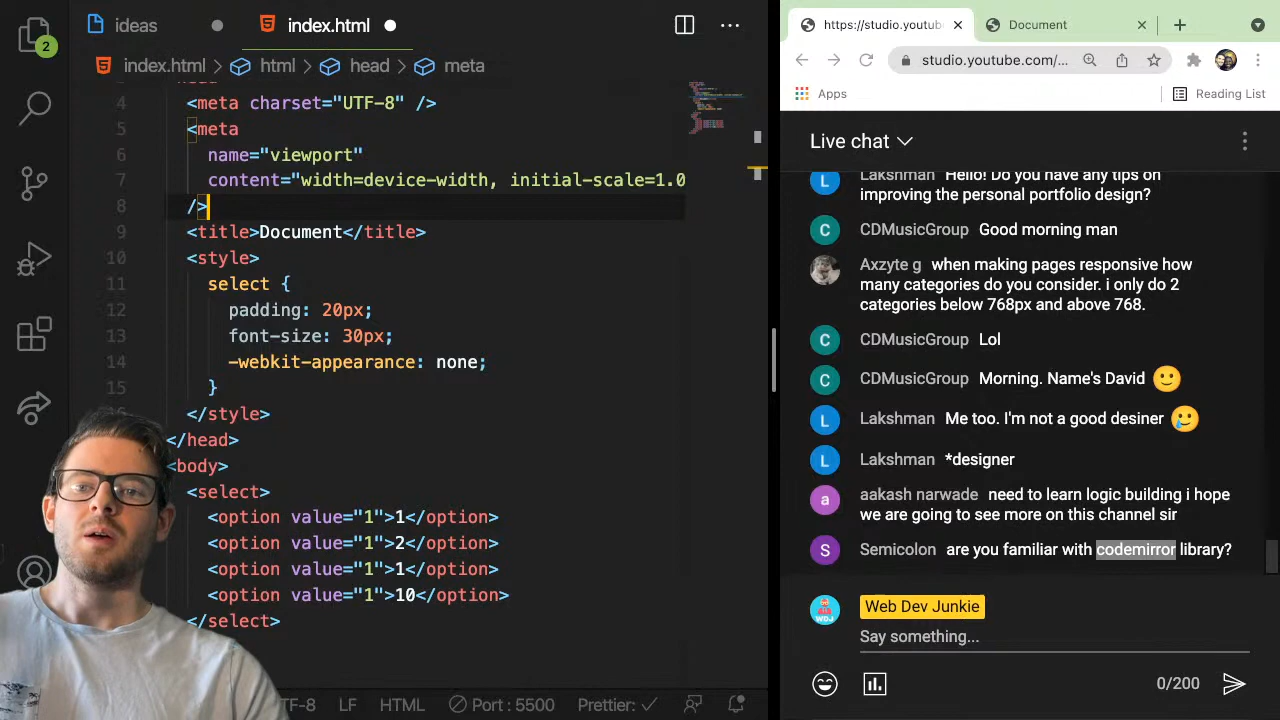 ideas
index.html
index.html > html > head > meta
2
4 <meta charset="UTF-8" />
5 <meta
6 name="viewport"
7 content="width=device-width, initial-scale=1.0
8 />
9 <title>Document</title>
10 <style>
11 select {
12 padding: 20px;
13 font-size: 30px;
14 -webkit-appearance: none;
15 }
</style>
</head>
<body>
<select>
<option value="1">1</option>
<option value="1">2</option>
<option value="1">1</option>
<option value="1">10</option>
</select>
TF-8 LF HTML Port : 5500 Prettier:
https://studio.youtub
Document
studio.youtube.com/...
Apps
Reading List
Live chat
L Lakshman Hello! Do you have any tips on
improving the personal portfolio design?
C CDMusicGroup Good morning man
Axzyte g when making pages responsive how
many categories do you consider. i only do 2
categories below 768px and above 768.
C CDMusicGroup Lol
C CDMusicGroup Morning. Name's David
L Lakshman Me too. I'm not a good desiner
L Lakshman *designer
a aakash narwade need to learn logic building i hope
we are going to see more on this channel sir
S Semicolon are you familiar with codemirror library?
WDJ
Web Dev Junkie
Say something...
0/200